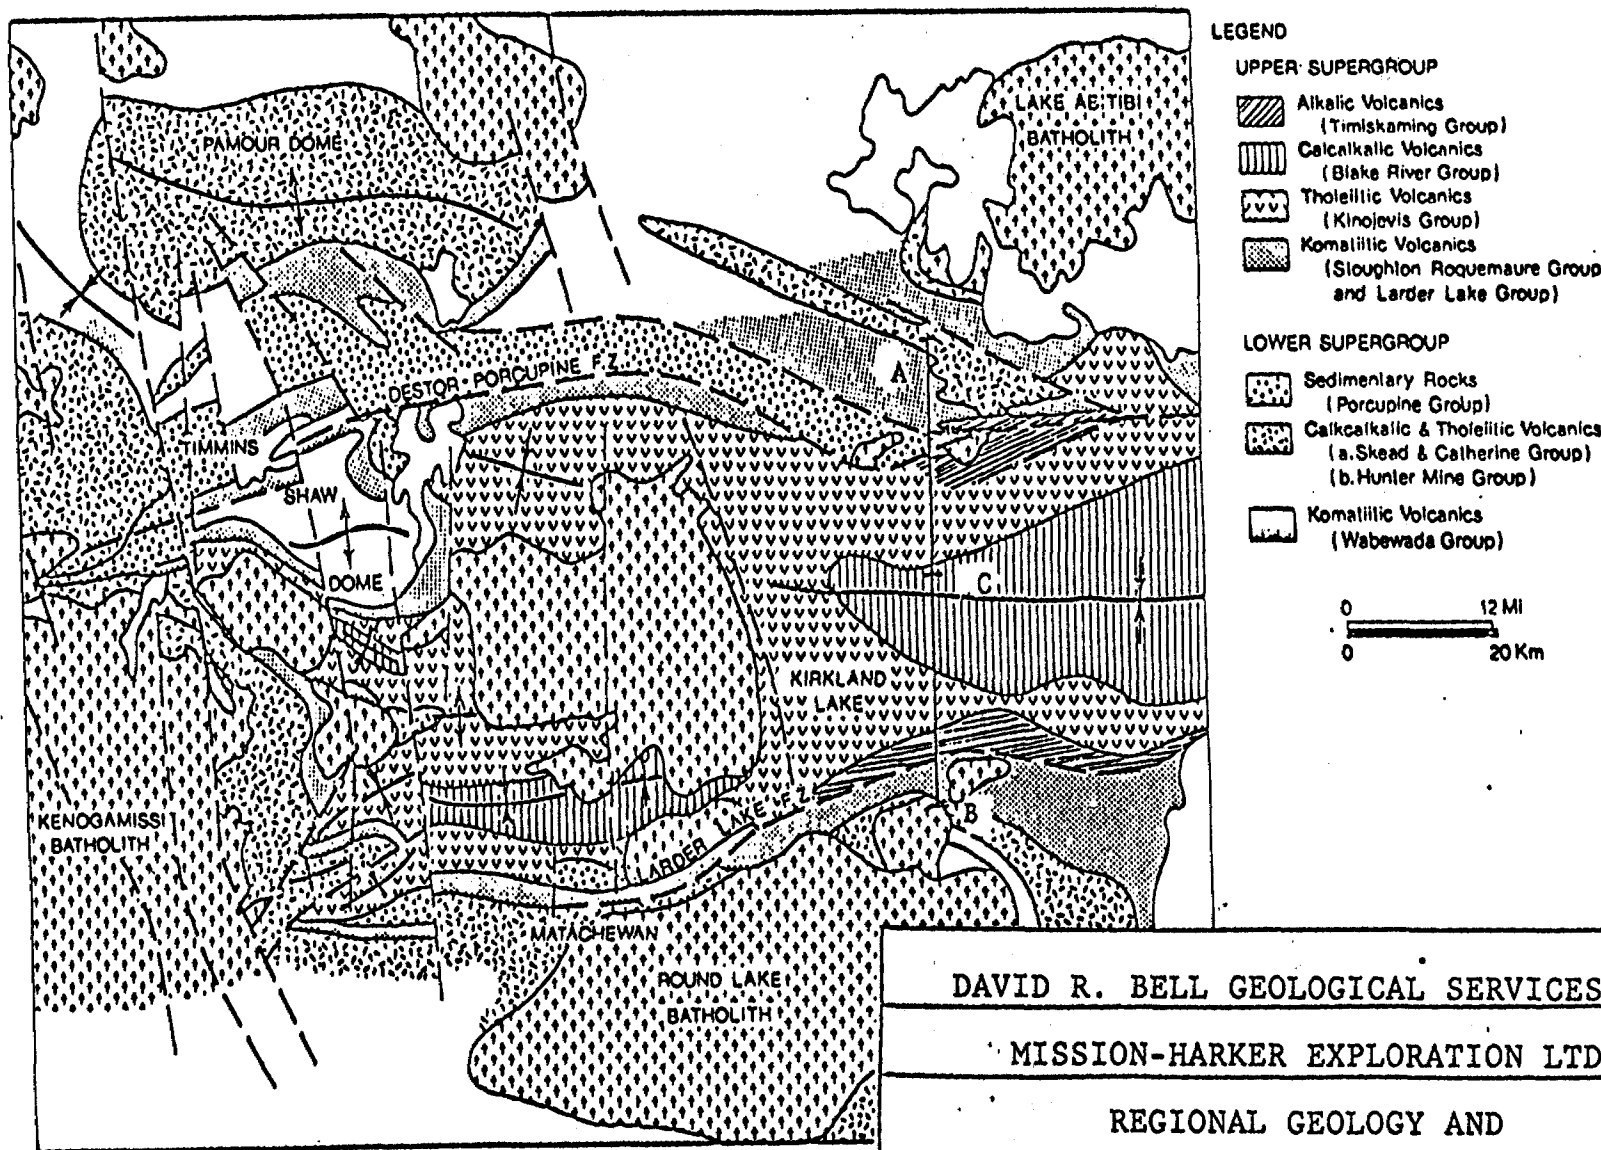 LEGEND
UPPER SUPERGROUP
Alkalic Volcanics
(Timiskaming Group)
Calcalkalic Volcanics
(Blake River Group)
Tholeiitic Volcanics
(Kinojevis Group)
Komatiitic Volcanics
(Stoughton Roquemaure Group
and Larder Lake Group)
LOWER SUPERGROUP
Sedimentary Rocks
(Porcupine Group)
Calkcalkalic & Tholeiitic Volcanics
(a.Skead & Catherine Group)
(b.Hunter Mine Group)
Komatiitic Volcanics
(Wabewada Group)
0 12 MI
0 20 Km
LAKE ABITIBI
BATHOLITH
PAMOUR DOME
A
DESTOR PORCUPINE F.Z.
TIMMINS
SHAW
DOME
C
KIRKLAND
LAKE
KENOGAMISSI
BATHOLITH
LARDER LAKE F.Z.
B
MATACHEWAN
ROUND LAKE
BATHOLITH
DAVID R. BELL GEOLOGICAL SERVICES
MISSION-HARKER EXPLORATION LTD
REGIONAL GEOLOGY AND